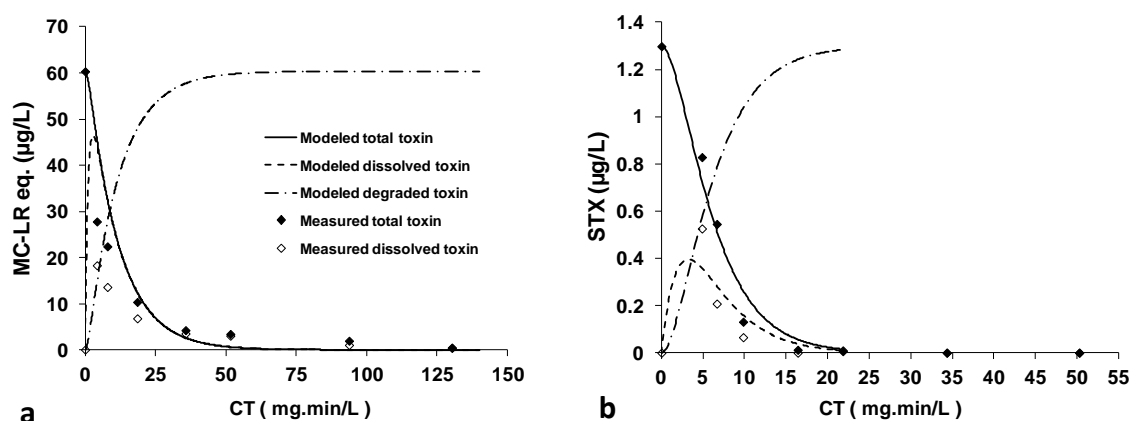 70
60
50
40
30
20
10
0
MC-LR eq. (µg/L)
Modeled total toxin
Modeled dissolved toxin
Modeled degraded toxin
Measured total toxin
Measured dissolved toxin
0 25 50 75 100 125 150
CT ( mg.min/L )
a
1.4
1.2
1
0.8
0.6
0.4
0.2
0
STX (µg/L)
0 5 10 15 20 25 30 35 40 45 50 55
CT ( mg.min/L )
b